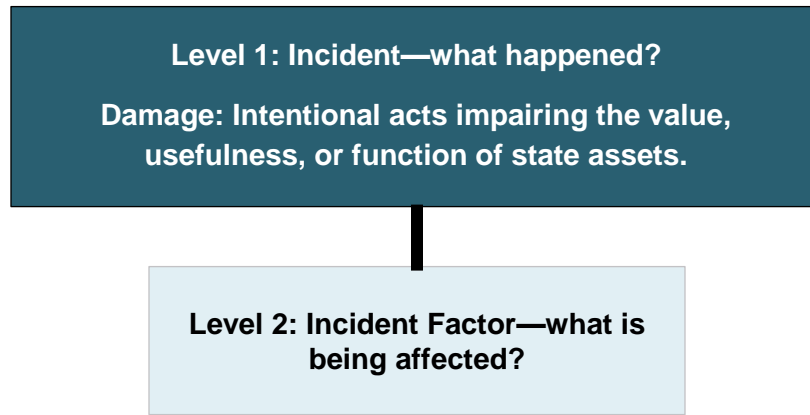 Level 1: Incident—what happened?
Damage: Intentional acts impairing the value,
usefulness, or function of state assets.
Level 2: Incident Factor—what is
being affected?